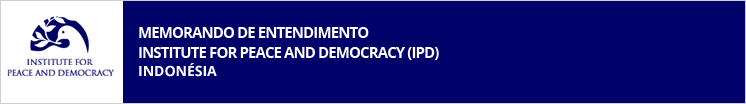 INSTITUTE FOR
PEACE AND DEMOCRACY
MEMORANDO DE ENTENDIMENTO
INSTITUTE FOR PEACE AND DEMOCRACY (IPD)
INDONÉSIA